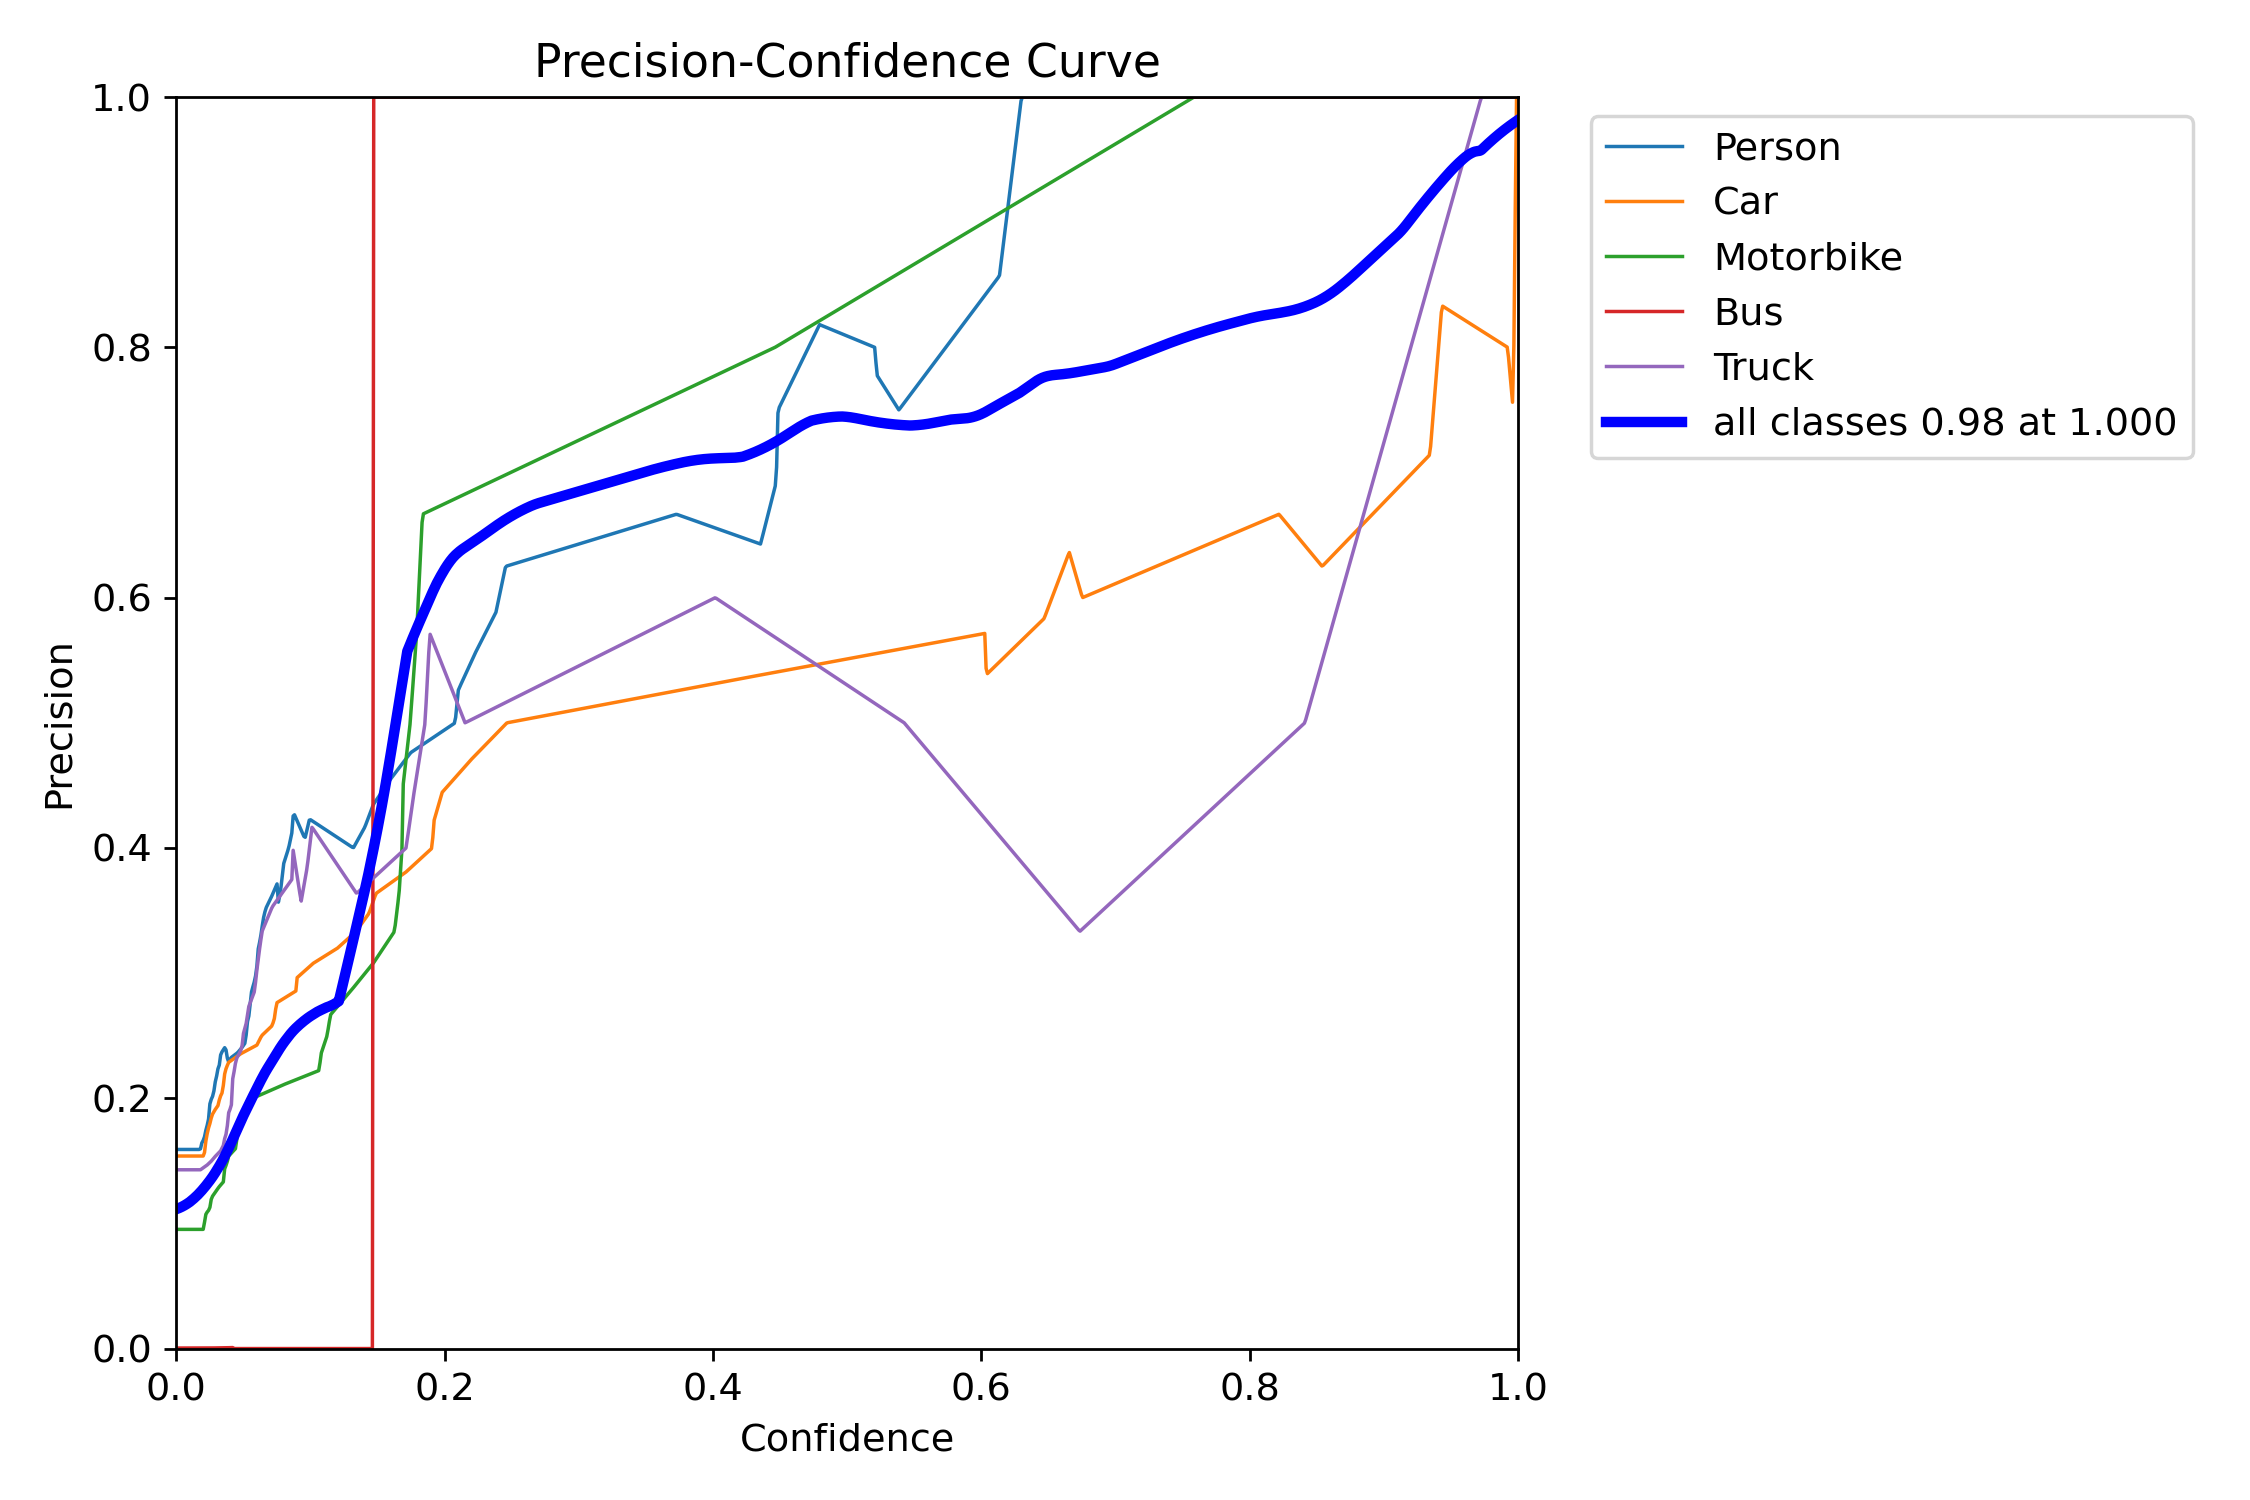 Precision-Confidence Curve
1.0
0.8
0.6
0.4
0.2
0.0
Precision
0.0 0.2 0.4 0.6 0.8 1.0
Confidence
Person
Car
Motorbike
Bus
Truck
all classes 0.98 at 1.000